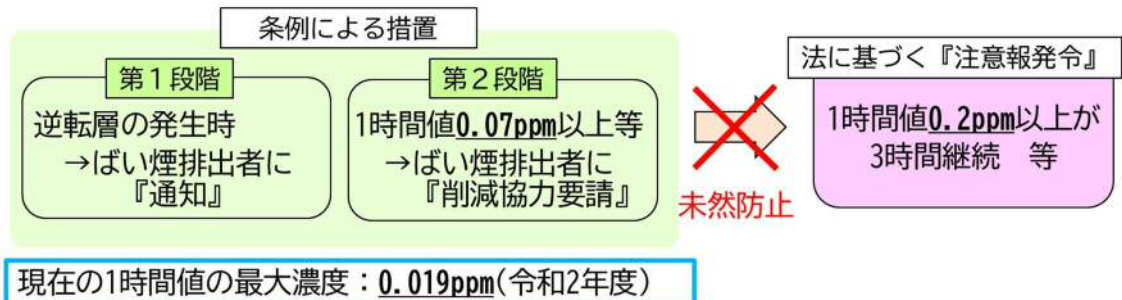 条例による措置
第1段階
逆転層の発生時
→ばい煙排出者に
『通知』
第2段階
1時間値0.07ppm以上等
→ばい煙排出者に
『削減協力要請』
未然防止
法に基づく『注意報発令』
1時間値0.2ppm以上が
3時間継続 等
現在の1時間値の最大濃度：0.019ppm(令和2年度)